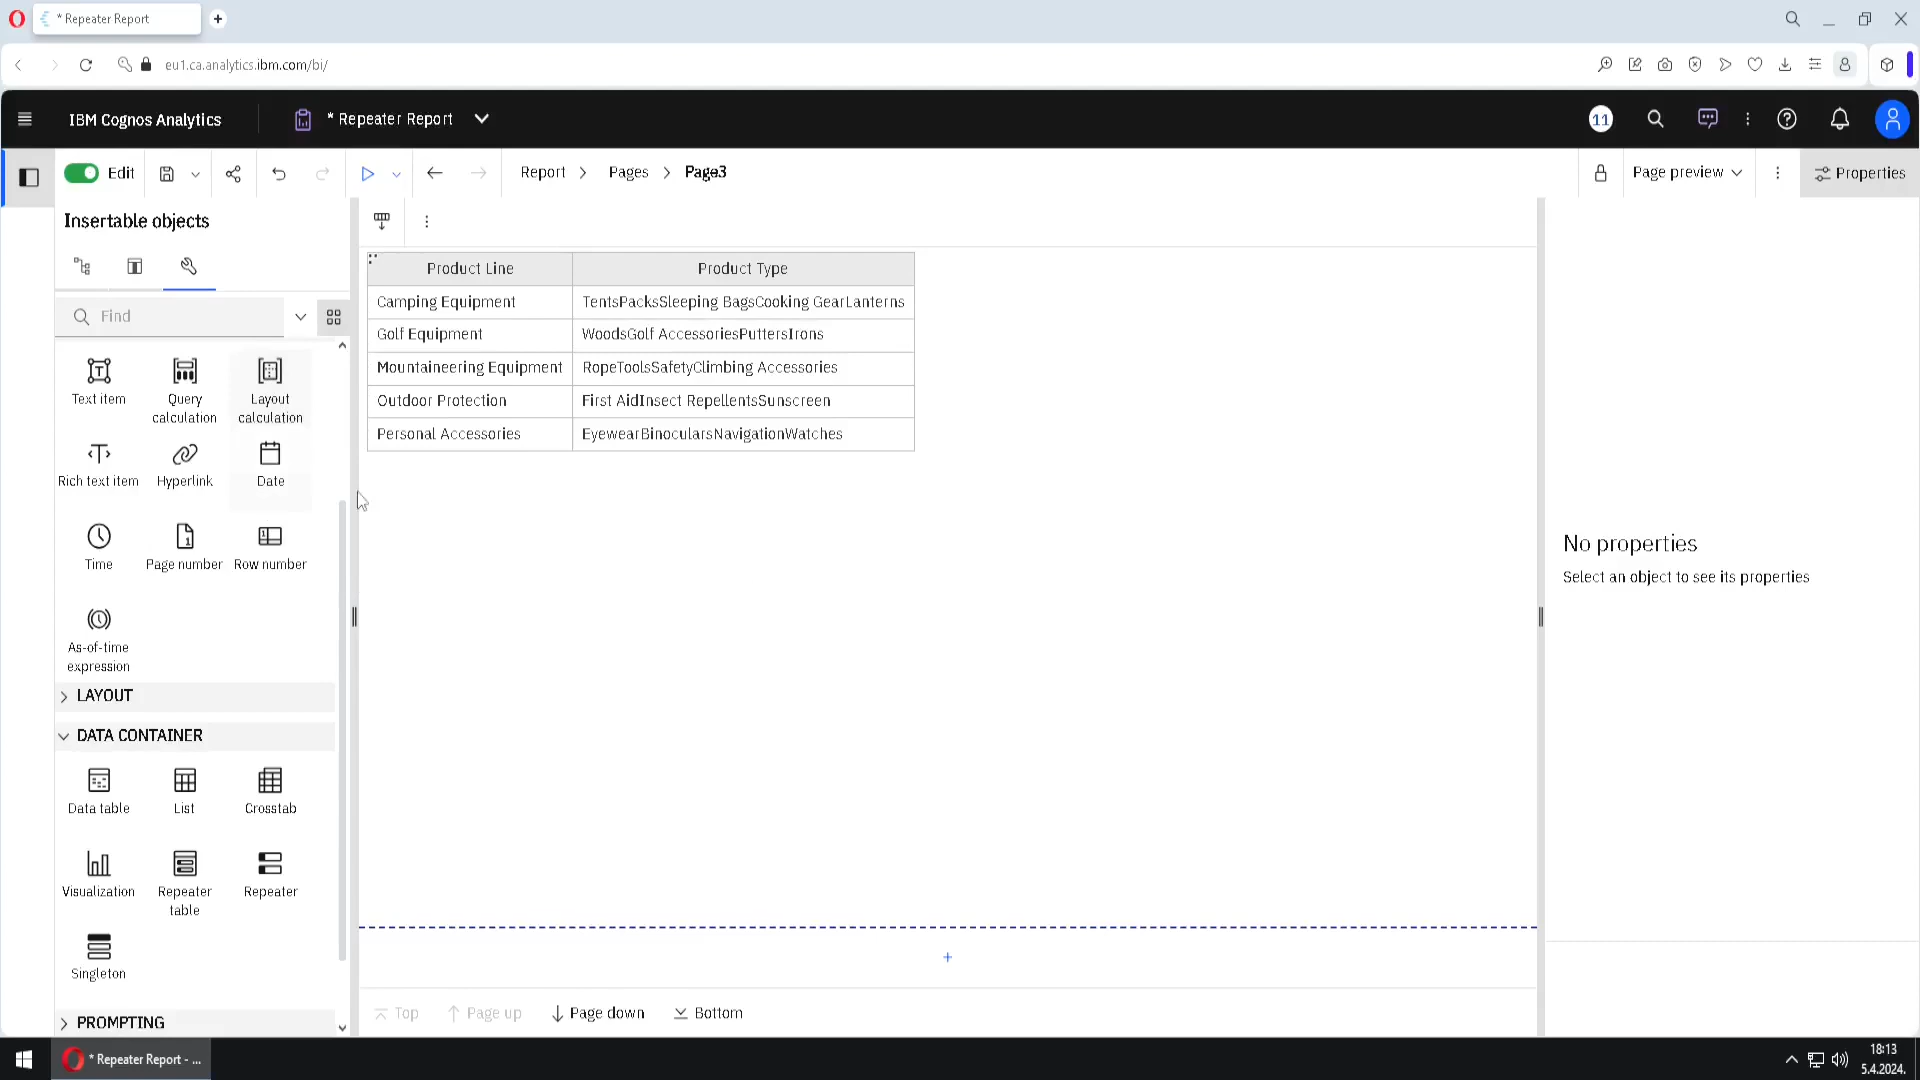 * Repeater Report
eu1.ca.analytics.ibm.com/bi/
IBM Cognos Analytics
* Repeater Report
11
Edit
Report
Pages
Page3
Page preview
Properties
Insertable objects
Find
Text item
Query calculation
Layout calculation
Rich text item
Hyperlink
Date
Time
Page number
Row number
As-of-time expression
LAYOUT
DATA CONTAINER
Data table
List
Crosstab
Visualization
Repeater table
Repeater
Singleton
PROMPTING
Product Line
Product Type
Camping Equipment
TentsPacksSleeping BagsCooking GearLanterns
Golf Equipment
WoodsGolf AccessoriesPuttersIrons
Mountaineering Equipment
RopeToolsSafetyClimbing Accessories
Outdoor Protection
First AidInsect RepellentsSunscreen
Personal Accessories
EyewearBinocularsNavigationWatches
No properties
Select an object to see its properties
Top
Page up
Page down
Bottom
* Repeater Report - ...
18:13
5.4.2024.